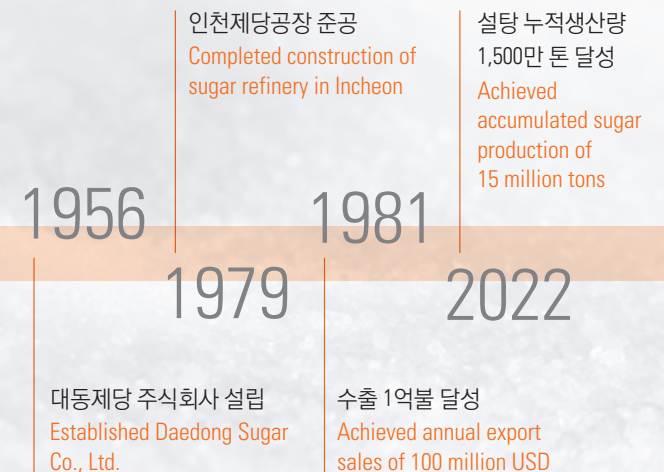 인천제당공장 준공
Completed construction of
sugar refinery in Incheon
설탕 누적생산량
1,500만 톤 달성
Achieved
accumulated sugar
production of
15 million tons
1956
1981
1979
2022
대동제당 주식회사 설립
Established Daedong Sugar
Co., Ltd.
수출 1억불 달성
Achieved annual export
sales of 100 million USD